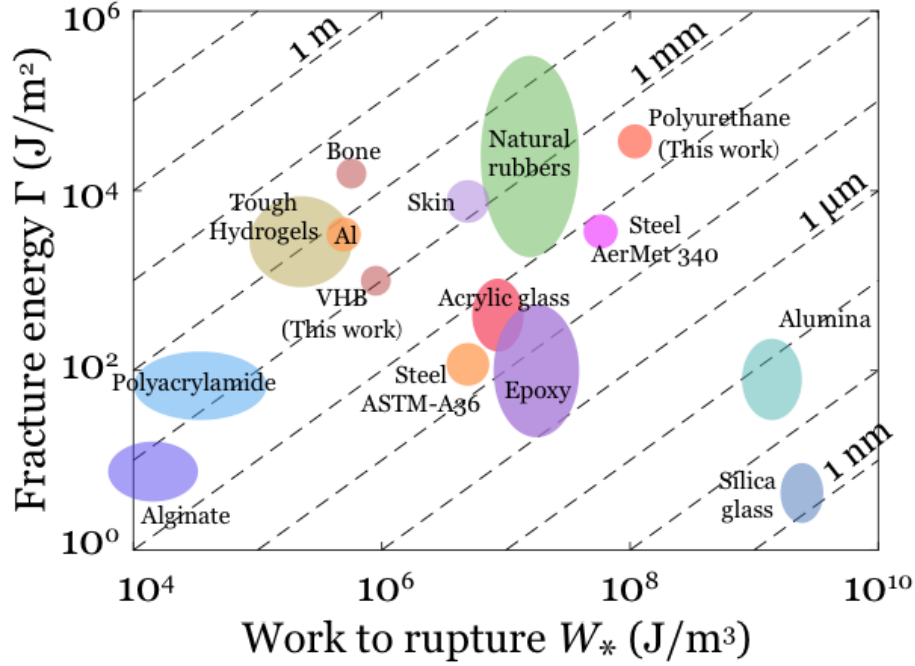 10⁶
1 m
1 mm
Bone
Natural
rubbers
Polyurethane
(This work)
10⁴
Tough
Hydrogels
Al
Skin
Steel
AerMet 340
1 μm
VHB
(This work)
Acrylic glass
Alumina
10²
Polyacrylamide
Steel
ASTM-A36
Epoxy
1 nm
Silica
glass
Alginate
10⁰
10⁴
10⁶
10⁸
10¹⁰
Fracture energy Γ (J/m²)
Work to rupture W* (J/m³)